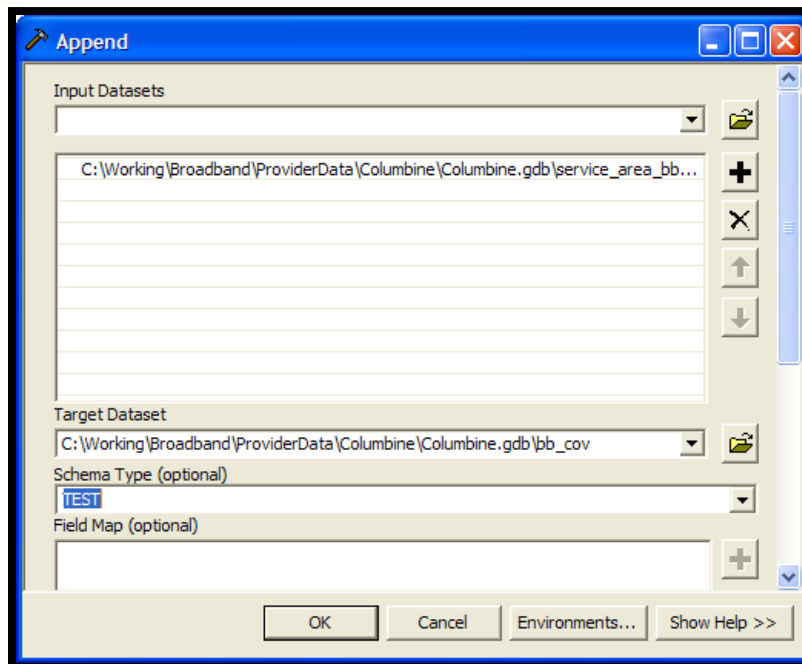 Append
Input Datasets
C:\Working\Broadband\ProviderData\Columbine\Columbine.gdb\service_area_bb...
Target Dataset
C:\Working\Broadband\ProviderData\Columbine\Columbine.gdb\bb_cov
Schema Type (optional)
TEST
Field Map (optional)
OK Cancel Environments... Show Help >>